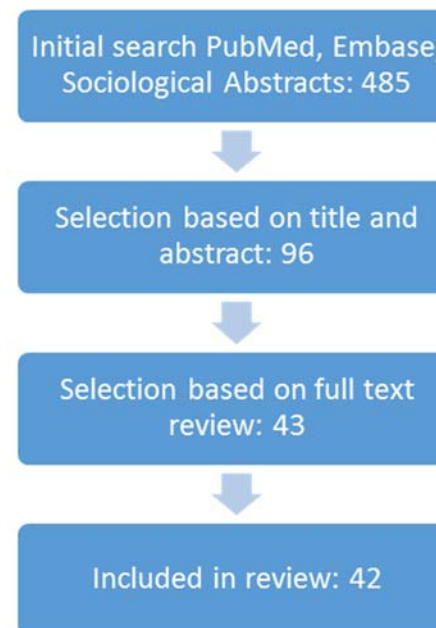 Initial search PubMed, Embase,
Sociological Abstracts: 485
Selection based on title and
abstract: 96
Selection based on full text
review: 43
Included in review: 42